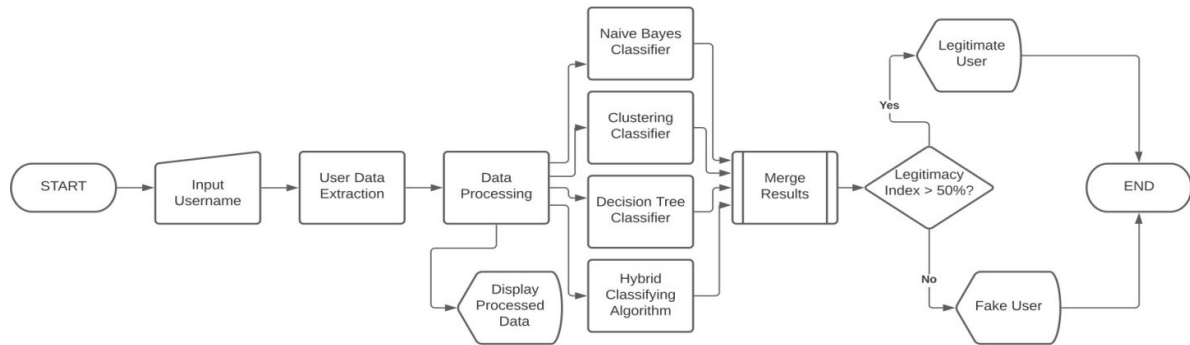 START
Input
Username
User Data
Extraction
Data
Processing
Display
Processed
Data
Naive Bayes
Classifier
Clustering
Classifier
Decision Tree
Classifier
Hybrid
Classifying
Algorithm
Merge
Results
Legitimacy
Index > 50%?
Yes
Legitimate
User
No
Fake User
END